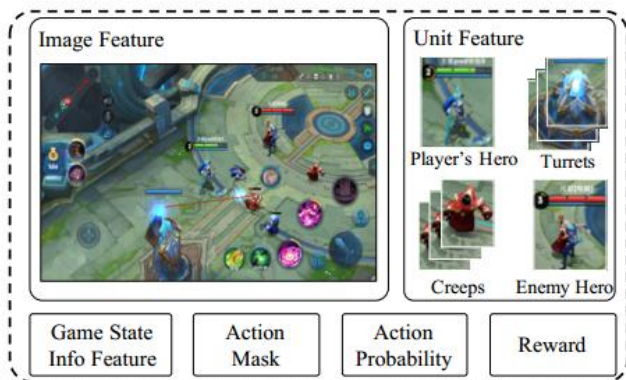 Image Feature
Unit Feature
Player's Hero
Turrets
Creeps
Enemy Hero
Game State
Info Feature
Action
Mask
Action
Probability
Reward